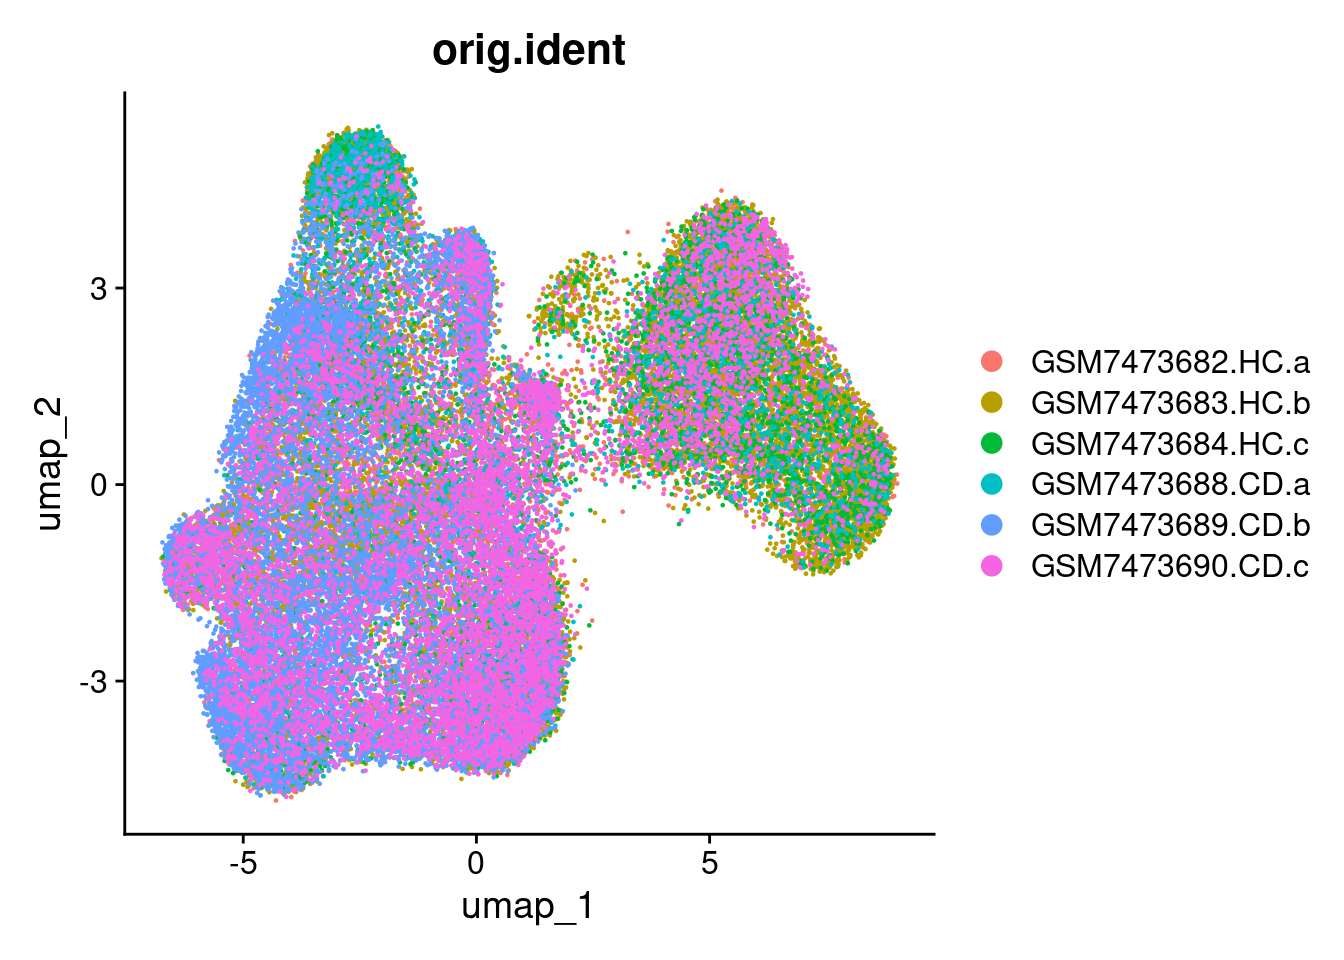 orig.ident
umap_2
3
0
-3
-5
0
5
umap_1
GSM7473682.HC.a
GSM7473683.HC.b
GSM7473684.HC.c
GSM7473688.CD.a
GSM7473689.CD.b
GSM7473690.CD.c